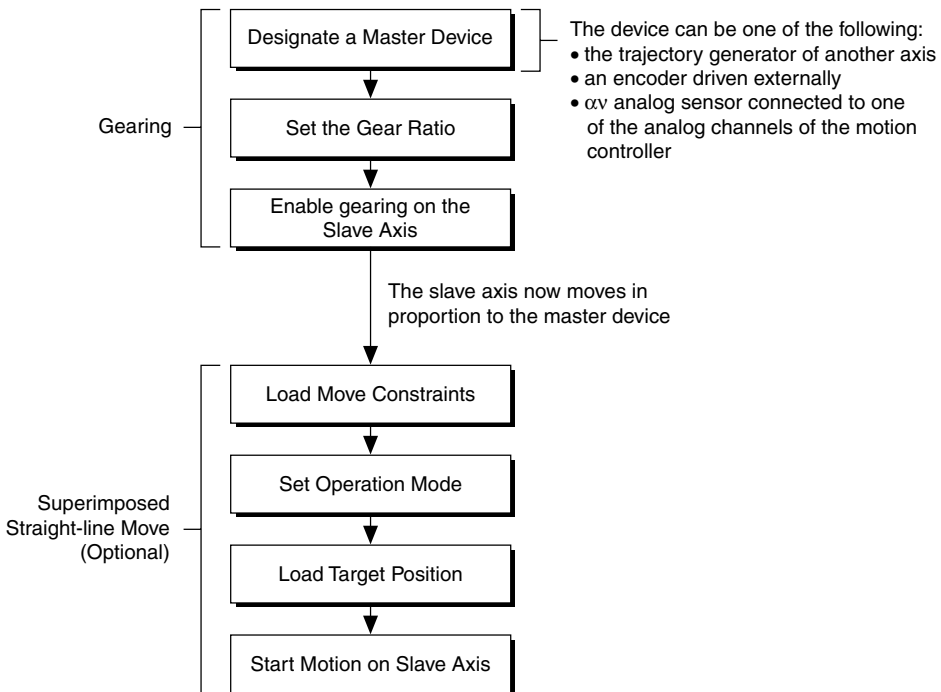 Designate a Master Device
The device can be one of the following:
• the trajectory generator of another axis
• an encoder driven externally
• αν analog sensor connected to one
of the analog channels of the motion
controller
Gearing
Set the Gear Ratio
Enable gearing on the
Slave Axis
The slave axis now moves in
proportion to the master device
Load Move Constraints
Set Operation Mode
Superimposed
Straight-line Move
(Optional)
Load Target Position
Start Motion on Slave Axis